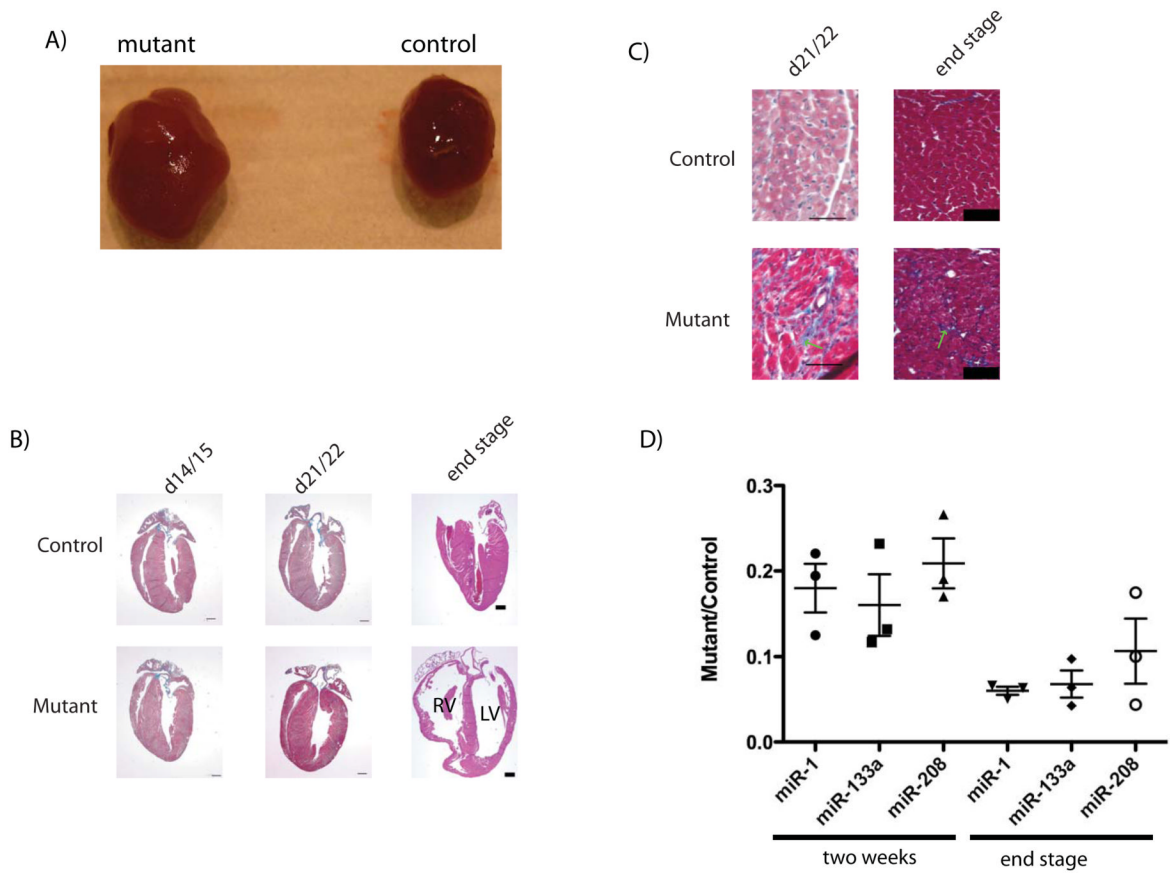 A)
mutant control
B)
d14/15 d21/22 end stage
Control
Mutant
RV LV
C)
d21/22 end stage
Control
Mutant
D)
Mutant/Control
0.3
0.2
0.1
0.0
miR-1 miR-133a miR-208 miR-1 miR-133a miR-208
two weeks end stage